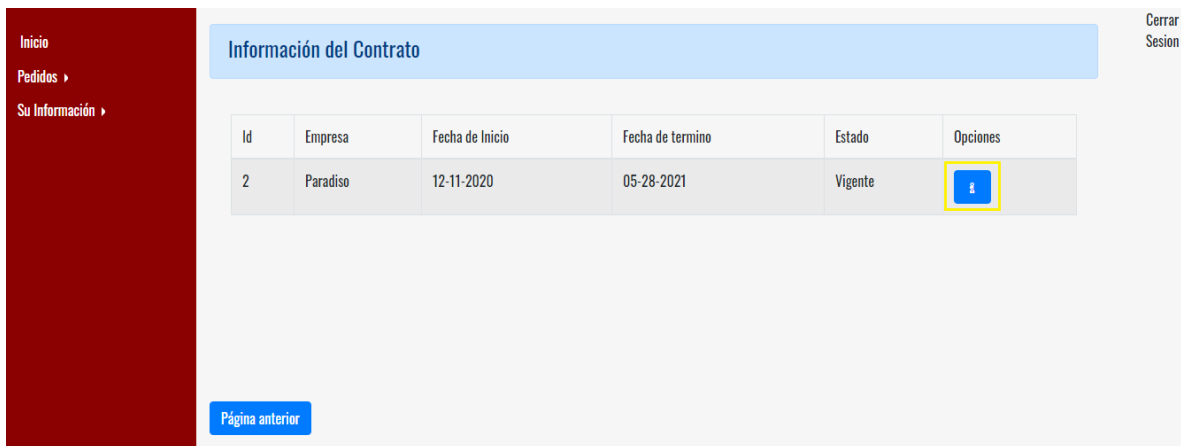 Inicio
Pedidos
Su Información
Cerrar
Sesion
Información del Contrato
Id Empresa Fecha de Inicio Fecha de termino Estado Opciones
2 Paradiso 12-11-2020 05-28-2021 Vigente
Página anterior